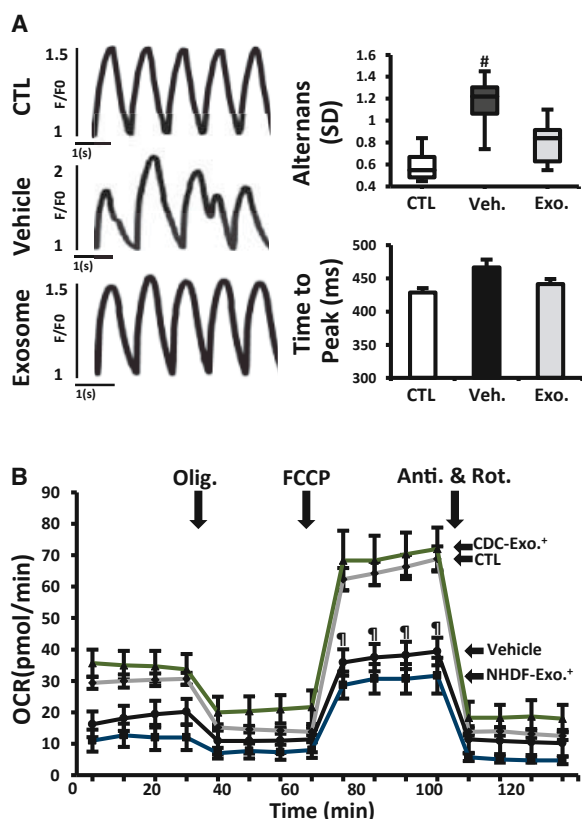 A
CTL
1.5
F/F0
1
1(s)
Vehicle
2
F/F0
1
1(s)
Exosome
1.5
F/F0
1
1(s)
Alternans
(SD)
1.6
1.4
1.2
1
0.8
0.6
0.4
#
CTL Veh. Exo.
Time to
Peak (ms)
450
400
350
300
CTL Veh. Exo.
B
Olig. FCCP Anti. & Rot.
OCR(pmol/min)
90
80
70
60
50
40
30
20
10
0
¶ ¶ ¶ ¶
CDC-Exo.⁺
CTL
Vehicle
NHDF-Exo.⁺
0 20 40 60 80 100 120
Time (min)